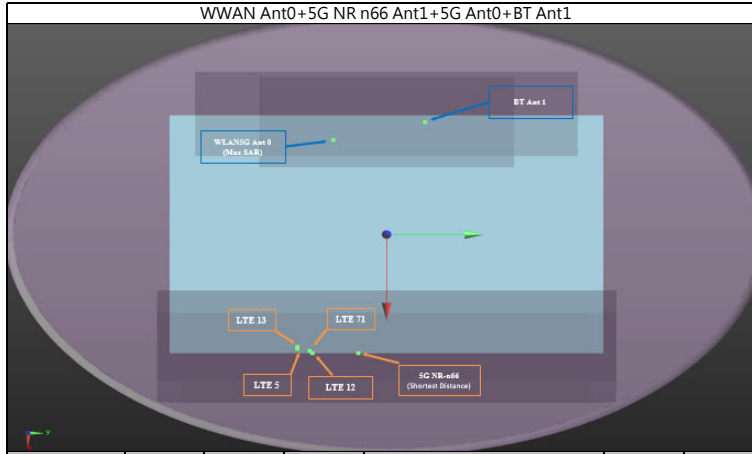 WWAN Ant0+5G NR n66 Ant1+5G Ant0+BT Ant1
BT Ant 1
WLAN5G Ant 0
(Max SAR)
LTE 13
LTE 71
LTE 5
LTE 12
5G NR-n66
(Shortest Distance)
Y